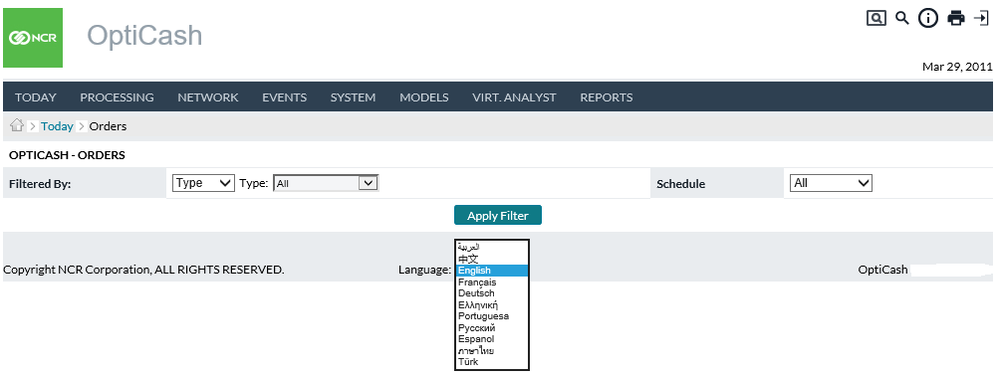 NCR OptiCash
Mar 29, 2011
TODAY PROCESSING NETWORK EVENTS SYSTEM MODELS VIRT. ANALYST REPORTS
Today Orders
OPTICASH - ORDERS
Filtered By: Type Type: All Schedule All
Apply Filter
Copyright NCR Corporation, ALL RIGHTS RESERVED. Language: OptiCash
العربية
中文
English
Français
Deutsch
Ελληνική
Portuguesa
Русский
Espanol
ภาษาไทย
Türk